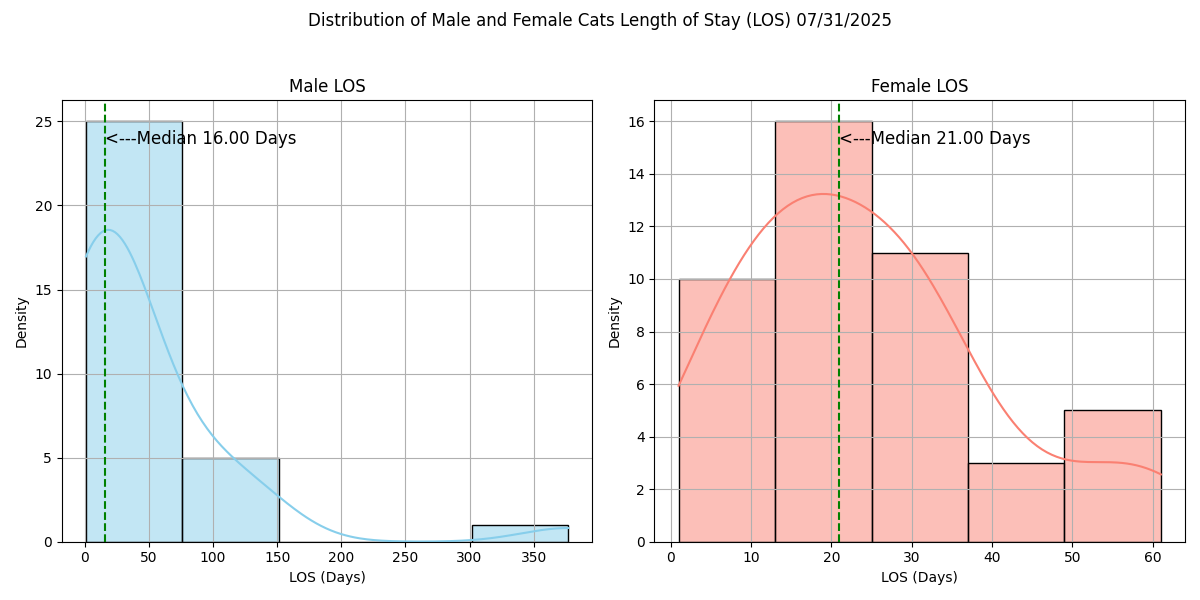 Distribution of Male and Female Cats Length of Stay (LOS) 07/31/2025
Male LOS
25
20
15
10
5
0
Density
<---Median 16.00 Days
0 50 100 150 200 250 300 350
LOS (Days)
Female LOS
16
14
12
10
8
6
4
2
0
Density
<---Median 21.00 Days
0 10 20 30 40 50 60
LOS (Days)